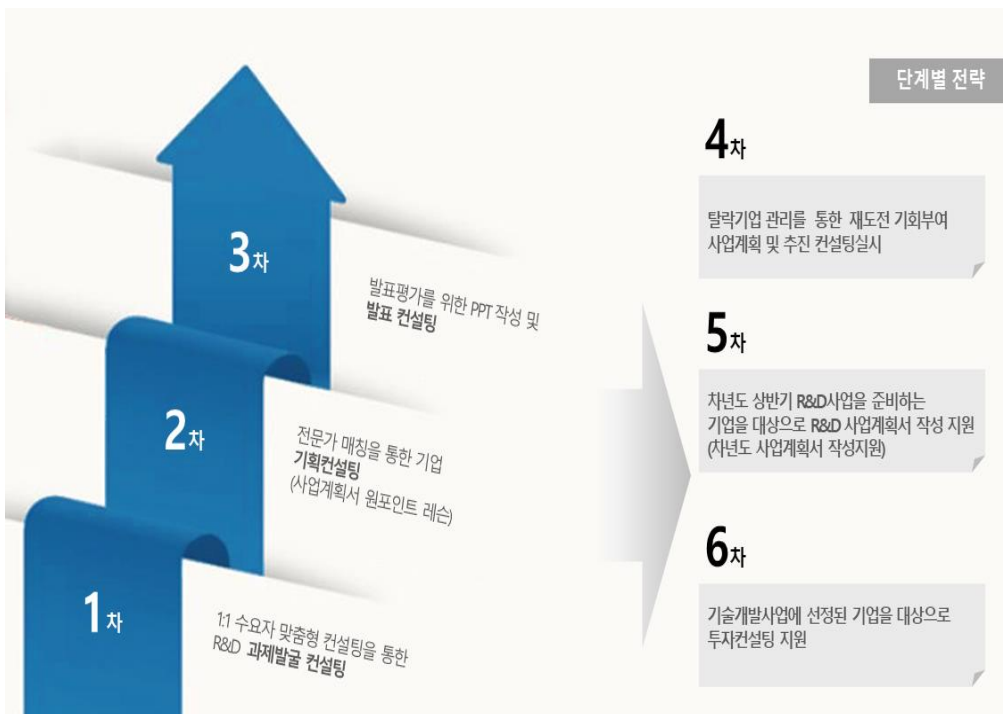 단계별 전략
3차
발표평가를 위한 PPT 작성 및
발표 컨설팅
2차
전문가 매칭을 통한 기업
기획컨설팅
(사업계획서 원포인트 레슨)
1차
1:1 수요자 맞춤형 컨설팅을 통한
R&D 과제발굴 컨설팅
4차
탈락기업 관리를 통한 재도전 기회부여
사업계획 및 추진 컨설팅실시
5차
차년도 상반기 R&D사업을 준비하는
기업을 대상으로 R&D 사업계획서 작성 지원
(차년도 사업계획서 작성지원)
6차
기술개발사업에 선정된 기업을 대상으로
투자컨설팅 지원